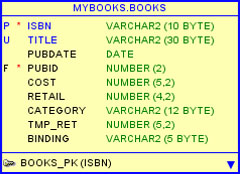 MYBOOKS.BOOKS
P * ISBN VARCHAR2 (10 BYTE)
U TITLE VARCHAR2 (30 BYTE)
PUBDATE DATE
F * PUBID NUMBER (2)
COST NUMBER (5,2)
RETAIL NUMBER (4,2)
CATEGORY VARCHAR2 (12 BYTE)
TMP_RET NUMBER (5,2)
BINDING VARCHAR2 (5 BYTE)
BOOKS_PK (ISBN)